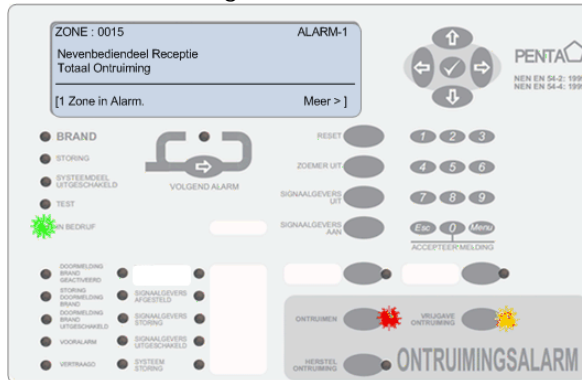 ZONE : 0015 ALARM-1
Nevenbediendeel Receptie
Totaal Ontruiming
[1 Zone in Alarm. Meer > ]
PENTA
NEN EN 54-2: 199
NEN EN 54-4: 199
BRAND
STORING
SYSTEEMDEEL
UITGESCHAKELD
TEST
IN BEDRIJF
VOLGEND ALARM
RESET
ZOEMER UIT
SIGNAALGEVERS
UIT
SIGNAALGEVERS
AAN
1 2 3
4 5 6
7 8 9
Esc 0 Menu
ACCEPTEER MELDING
DOORMELDING
BRAND
GEACTIVEERD
STORING
DOORMELDING
BRAND
DOORMELDING
BRAND
UITGESCHAKELD
VOORALARM
VERTRAAGD
SIGNAALGEVERS
AFGESTELD
SIGNAALGEVERS
STORING
SIGNAALGEVERS
UITGESCHAKELD
SYSTEEM
STORING
ONTRUIMEN
VRIJGAVE
ONTRUIMING
HERSTEL
ONTRUIMING
ONTRUIMINGSALARM